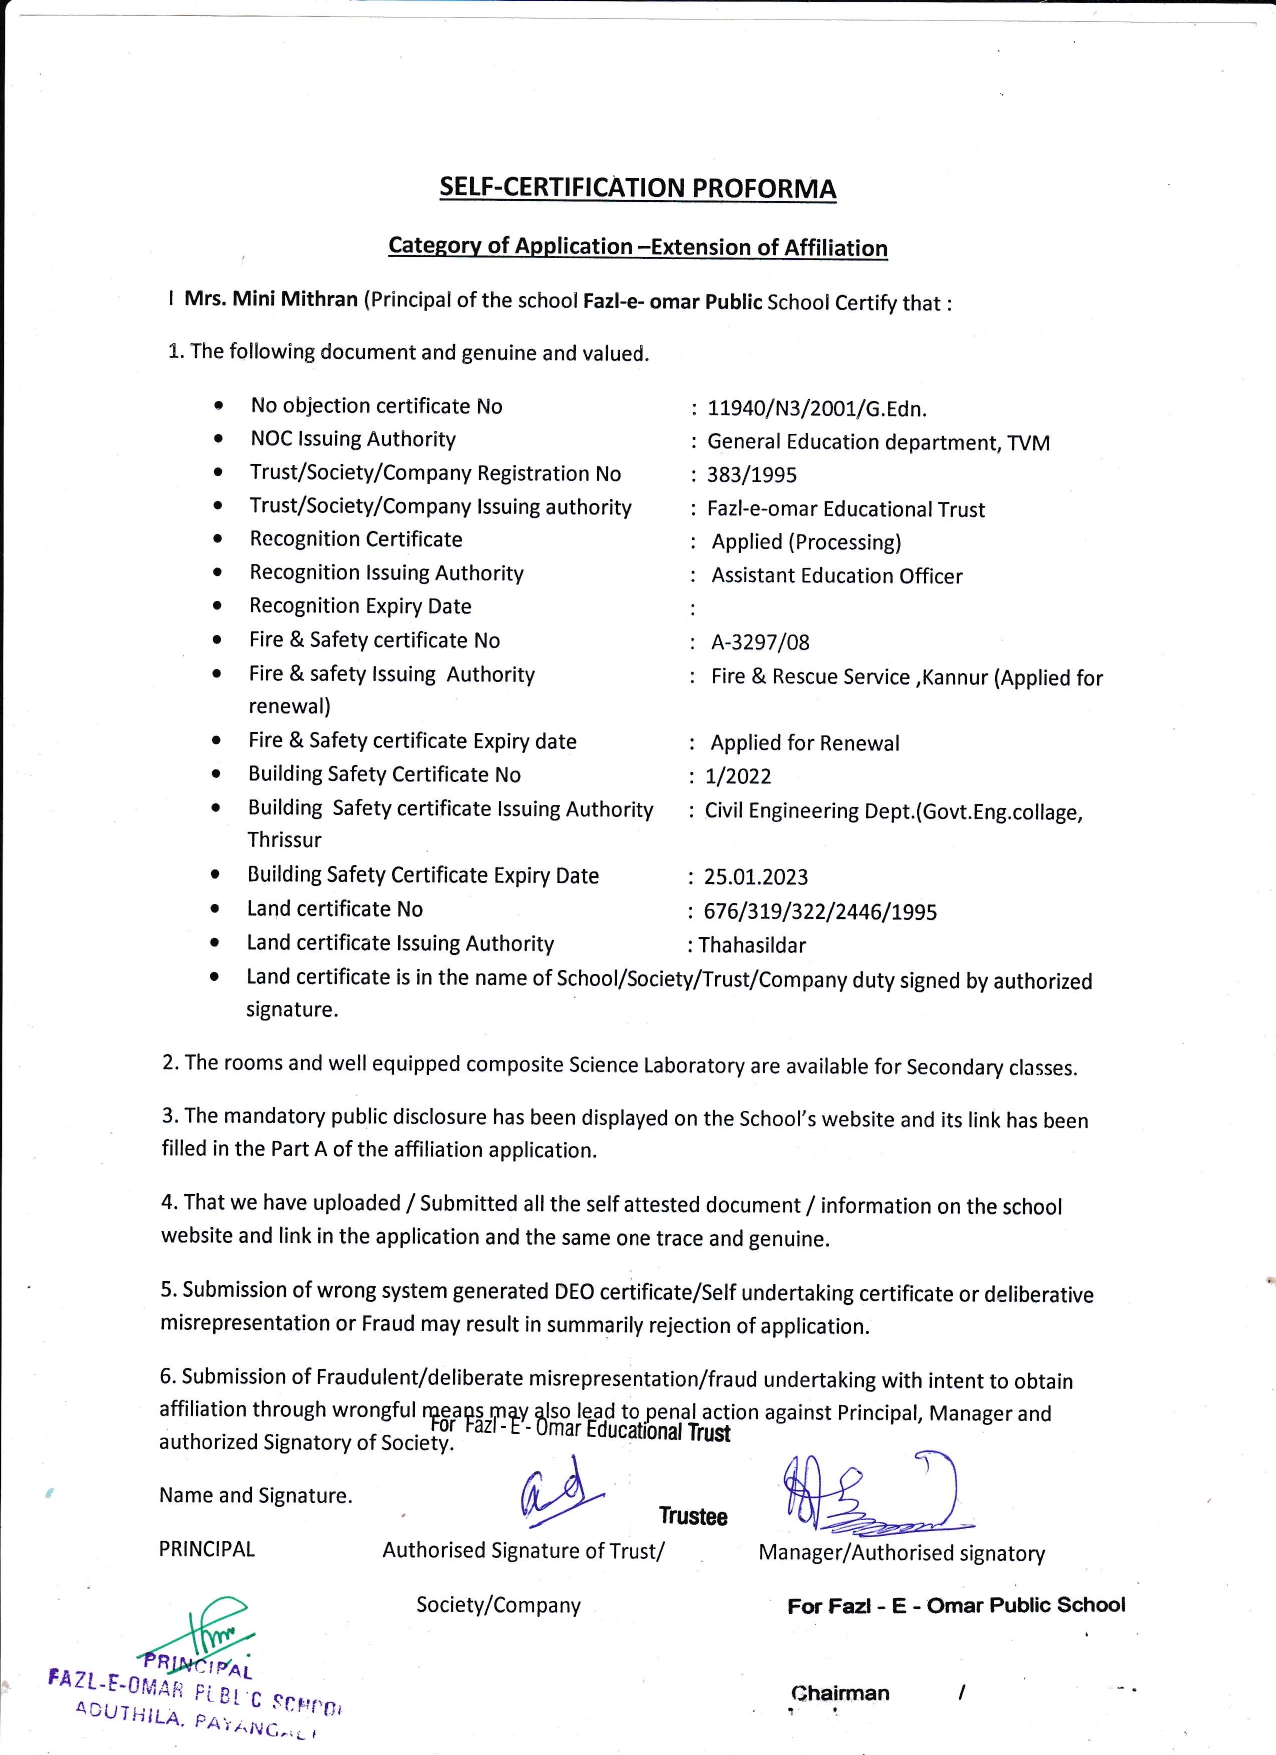 SELF-CERTIFICATION PROFORMA
Category of Application –Extension of Affiliation
I Mrs. Mini Mithran (Principal of the school Fazl-e- omar Public School Certify that :
1. The following document and genuine and valued.
• No objection certificate No : 11940/N3/2001/G.Edn.
• NOC Issuing Authority : General Education department, TVM
• Trust/Society/Company Registration No : 383/1995
• Trust/Society/Company Issuing authority : Fazl-e-omar Educational Trust
• Recognition Certificate : Applied (Processing)
• Recognition Issuing Authority : Assistant Education Officer
• Recognition Expiry Date :
• Fire & Safety certificate No : A-3297/08
• Fire & safety Issuing Authority : Fire & Rescue Service ,Kannur (Applied for
renewal)
• Fire & Safety certificate Expiry date : Applied for Renewal
• Building Safety Certificate No : 1/2022
• Building Safety certificate Issuing Authority : Civil Engineering Dept.(Govt.Eng.collage,
Thrissur
• Building Safety Certificate Expiry Date : 25.01.2023
• Land certificate No : 676/319/322/2446/1995
• Land certificate Issuing Authority : Thahasildar
• Land certificate is in the name of School/Society/Trust/Company duty signed by authorized
signature.
2. The rooms and well equipped composite Science Laboratory are available for Secondary classes.
3. The mandatory public disclosure has been displayed on the School's website and its link has been
filled in the Part A of the affiliation application.
4. That we have uploaded / Submitted all the self attested document / information on the school
website and link in the application and the same one trace and genuine.
5. Submission of wrong system generated DEO certificate/Self undertaking certificate or deliberative
misrepresentation or Fraud may result in summarily rejection of application.
6. Submission of Fraudulent/deliberate misrepresentation/fraud undertaking with intent to obtain
affiliation through wrongful means may also lead to penal action against Principal, Manager and
For Fazl - E - Omar Educational Trust
authorized Signatory of Society.
Name and Signature.
Trustee
PRINCIPAL Authorised Signature of Trust/ Manager/Authorised signatory
Society/Company For Fazl - E - Omar Public School
PRINCIPAL
FAZL-E-OMAR PUBLIC SCHOOL
Chairman /